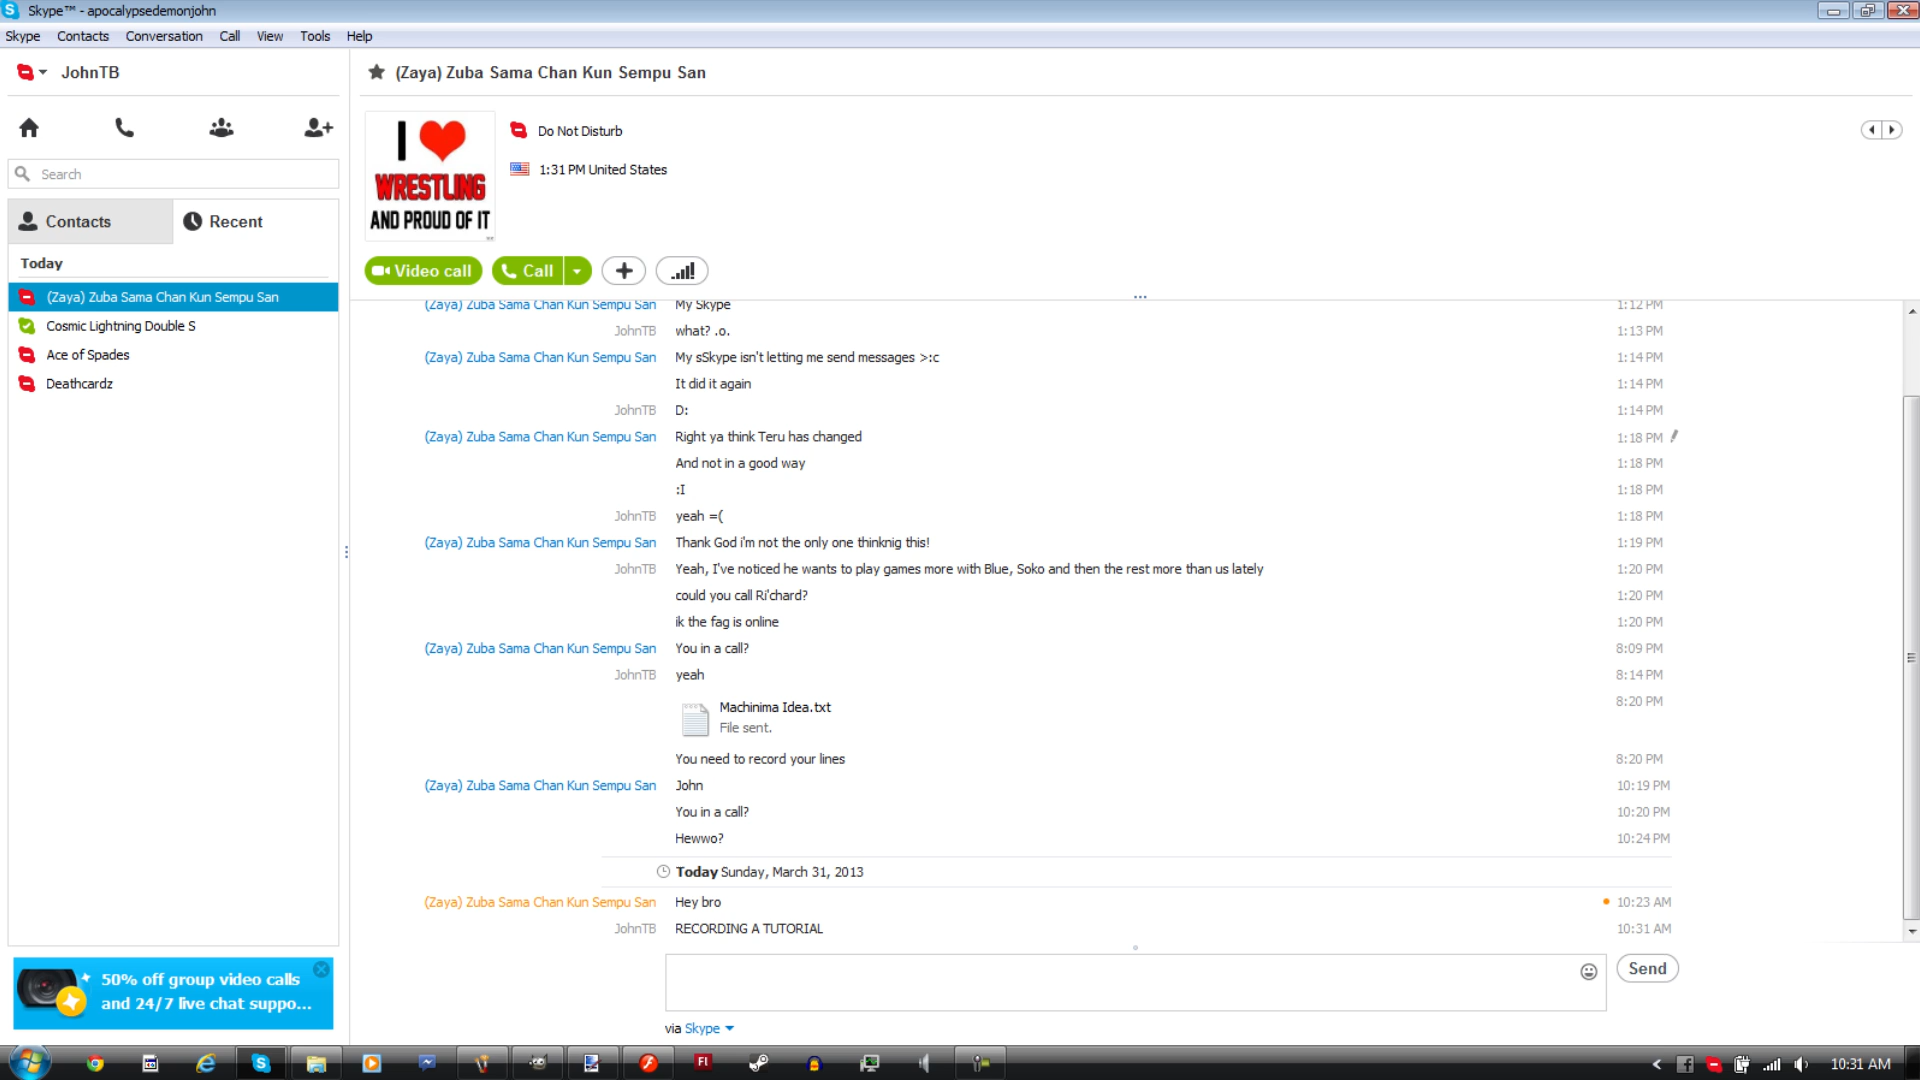 Skype™ - apocalypsedemonjohn
Skype Contacts Conversation Call View Tools Help
JohnTB
Search
Contacts Recent
Today
(Zaya) Zuba Sama Chan Kun Sempu San
Cosmic Lightning Double S
Ace of Spades
Deathcardz
50% off group video calls
and 24/7 live chat suppo...
(Zaya) Zuba Sama Chan Kun Sempu San
I
WRESTLING
AND PROUD OF IT
Do Not Disturb
1:31 PM United States
Video call Call
(Zaya) Zuba Sama Chan Kun Sempu San My Skype 1:12 PM
JohnTB what? .o. 1:13 PM
(Zaya) Zuba Sama Chan Kun Sempu San My sSkype isn't letting me send messages >:c 1:14 PM
It did it again 1:14 PM
JohnTB D: 1:14 PM
(Zaya) Zuba Sama Chan Kun Sempu San Right ya think Teru has changed 1:18 PM
And not in a good way 1:18 PM
:I 1:18 PM
JohnTB yeah =( 1:18 PM
(Zaya) Zuba Sama Chan Kun Sempu San Thank God i'm not the only one thinknig this! 1:19 PM
JohnTB Yeah, I've noticed he wants to play games more with Blue, Soko and then the rest more than us lately 1:20 PM
could you call Ri'chard? 1:20 PM
ik the fag is online 1:20 PM
(Zaya) Zuba Sama Chan Kun Sempu San You in a call? 8:09 PM
JohnTB yeah 8:14 PM
Machinima Idea.txt 8:20 PM
File sent.
You need to record your lines 8:20 PM
(Zaya) Zuba Sama Chan Kun Sempu San John 10:19 PM
You in a call? 10:20 PM
Hewwo? 10:24 PM
Today Sunday, March 31, 2013
(Zaya) Zuba Sama Chan Kun Sempu San Hey bro 10:23 AM
JohnTB RECORDING A TUTORIAL 10:31 AM
Send
via Skype
10:31 AM